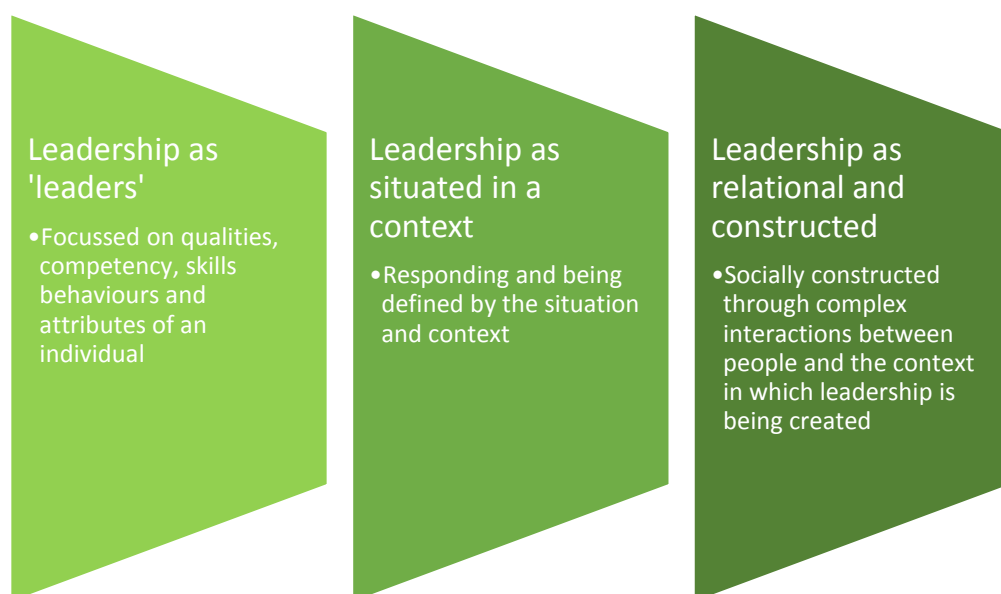 Leadership as
'leaders'
•Focussed on qualities,
competency, skills
behaviours and
attributes of an
individual
Leadership as
situated in a
context
•Responding and being
defined by the situation
and context
Leadership as
relational and
constructed
•Socially constructed
through complex
interactions between
people and the context
in which leadership is
being created